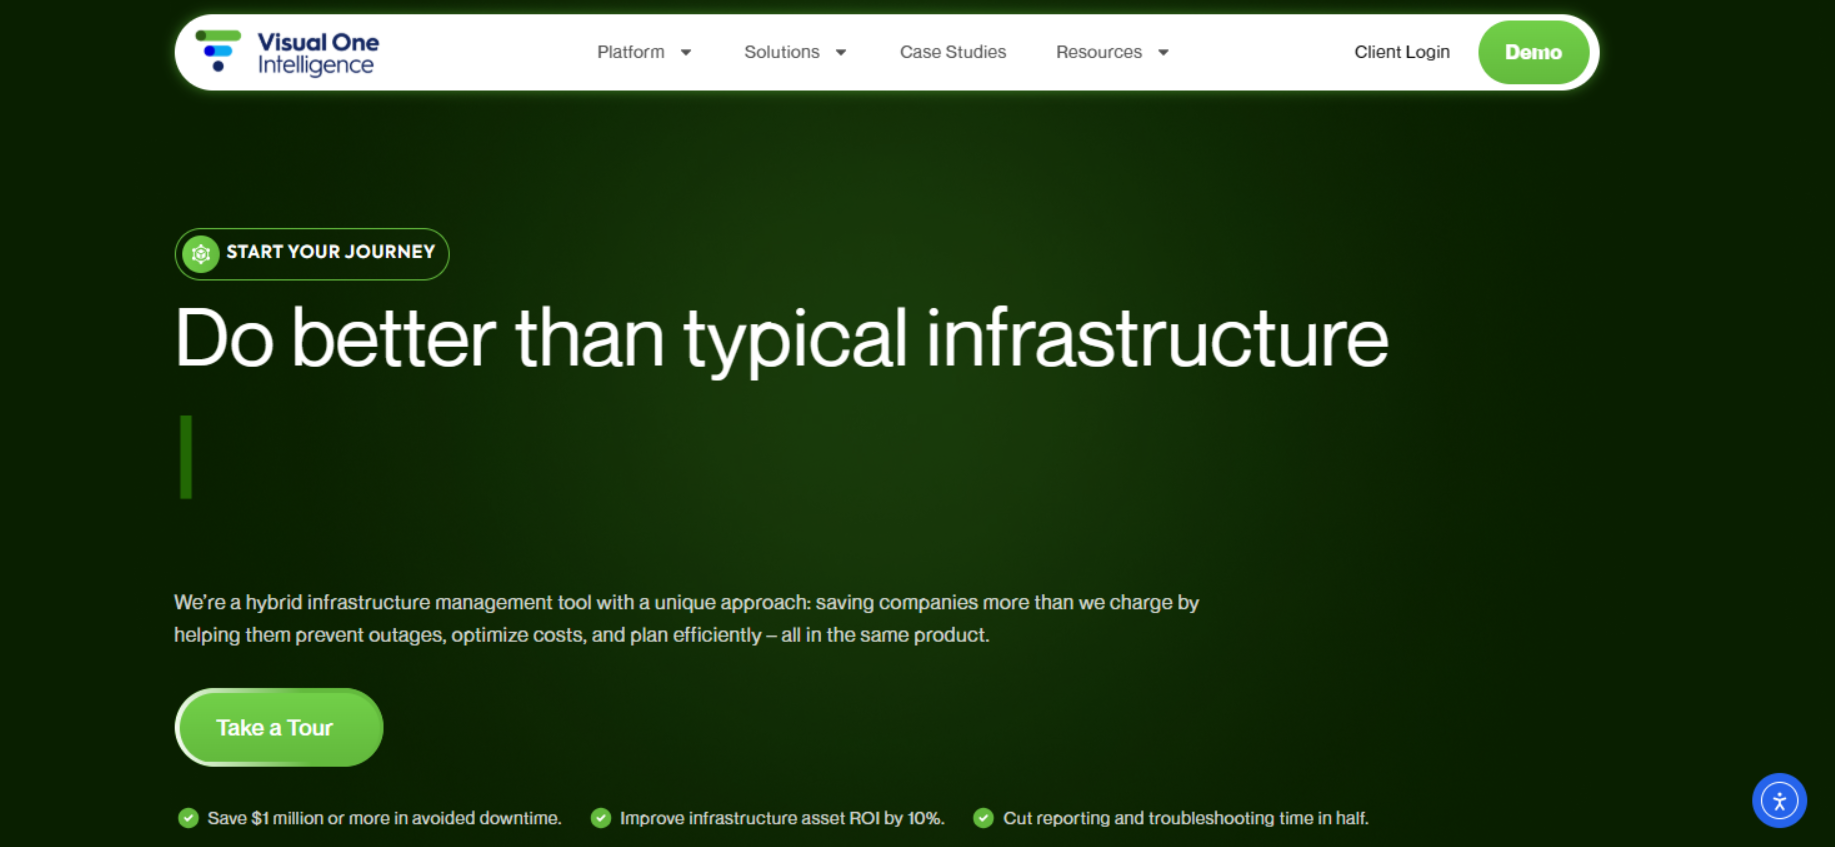 Visual One
Intelligence
Platform
Solutions
Case Studies
Resources
Client Login
Demo
START YOUR JOURNEY
Do better than typical infrastructure
We're a hybrid infrastructure management tool with a unique approach: saving companies more than we charge by
helping them prevent outages, optimize costs, and plan efficiently – all in the same product.
Take a Tour
Save $1 million or more in avoided downtime.
Improve infrastructure asset ROI by 10%.
Cut reporting and troubleshooting time in half.